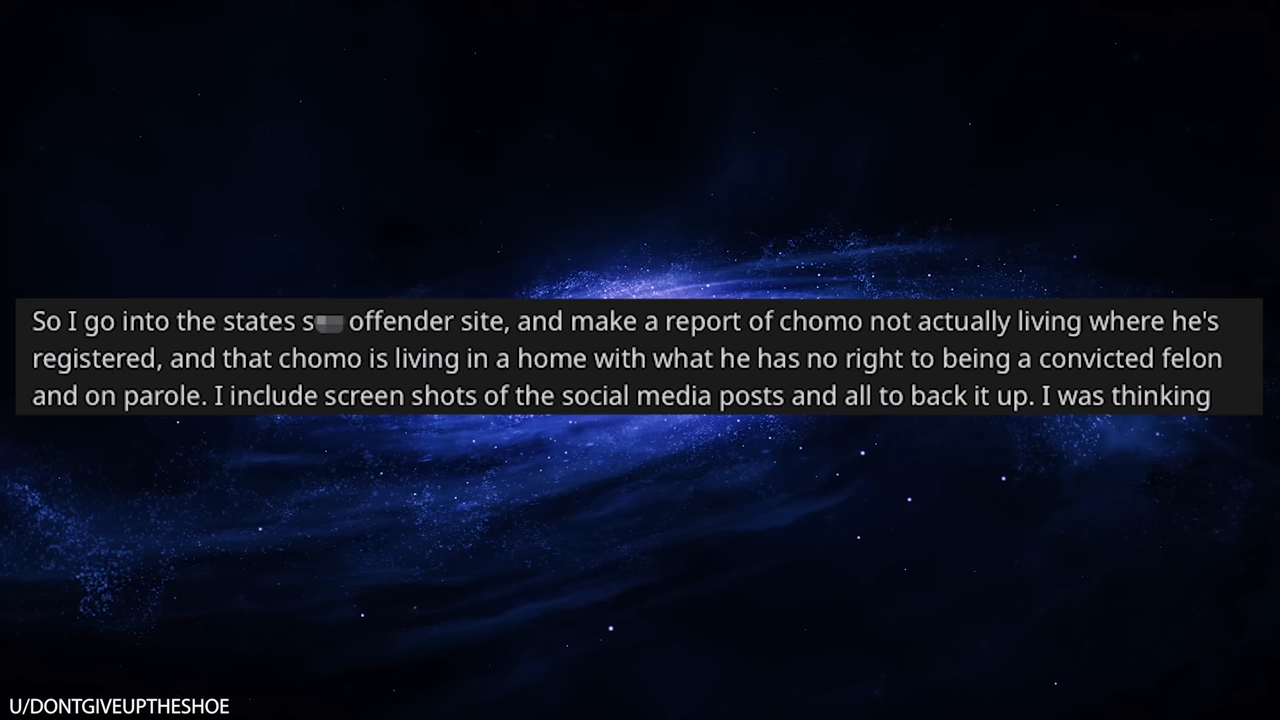 So I go into the states s offender site, and make a report of chomo not actually living where he's
registered, and that chomo is living in a home with what he has no right to being a convicted felon
and on parole. I include screen shots of the social media posts and all to back it up. I was thinking
U/DONTGIVEUPTHESHOE